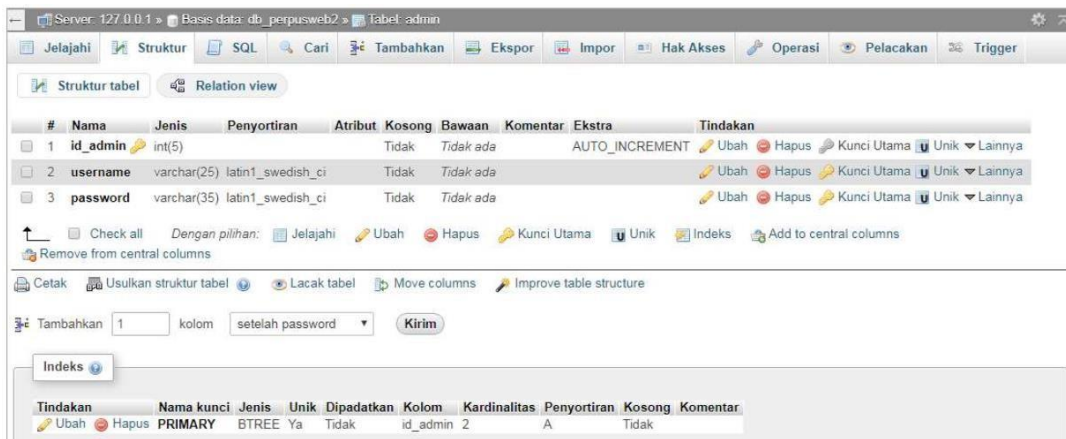 Server: 127.0.0.1 » Basis data: db_perpusweb2 » Tabel: admin
Jelajahi Struktur SQL Cari Tambahkan Ekspor Impor Hak Akses Operasi Pelacakan Trigger
Struktur tabel Relation view
# Nama Jenis Penyortiran Atribut Kosong Bawaan Komentar Ekstra Tindakan
1 id_admin int(5) Tidak Tidak ada AUTO_INCREMENT Ubah Hapus Kunci Utama Unik Lainnya
2 username varchar(25) latin1_swedish_ci Tidak Tidak ada Ubah Hapus Kunci Utama Unik Lainnya
3 password varchar(35) latin1_swedish_ci Tidak Tidak ada Ubah Hapus Kunci Utama Unik Lainnya
Check all Dengan pilihan: Jelajahi Ubah Hapus Kunci Utama Unik Indeks Add to central columns
Remove from central columns
Cetak Usulkan struktur tabel Lacak tabel Move columns Improve table structure
Tambahkan 1 kolom setelah password Kirim
Indeks
Tindakan Nama kunci Jenis Unik Dipadatkan Kolom Kardinalitas Penyortiran Kosong Komentar
Ubah Hapus PRIMARY BTREE Ya Tidak id_admin 2 A Tidak